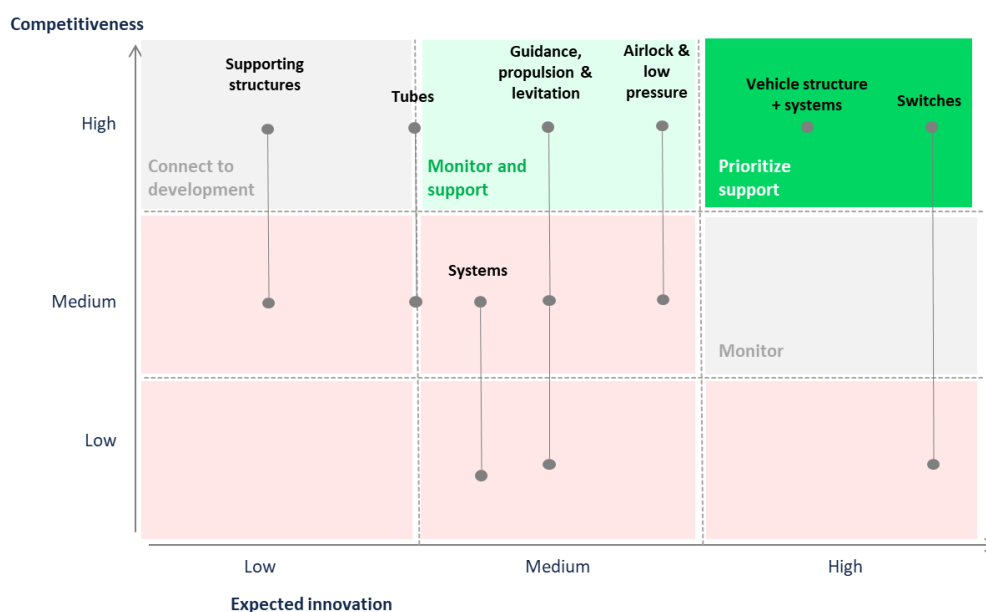 Competitiveness
Supporting
structures
Tubes
Guidance,
propulsion &
levitation
Airlock &
low
pressure
Vehicle structure
+ systems
Switches
High
Connect to
development
Monitor and
support
Prioritize
support
Systems
Medium
Monitor
Low
Low
Medium
High
Expected innovation